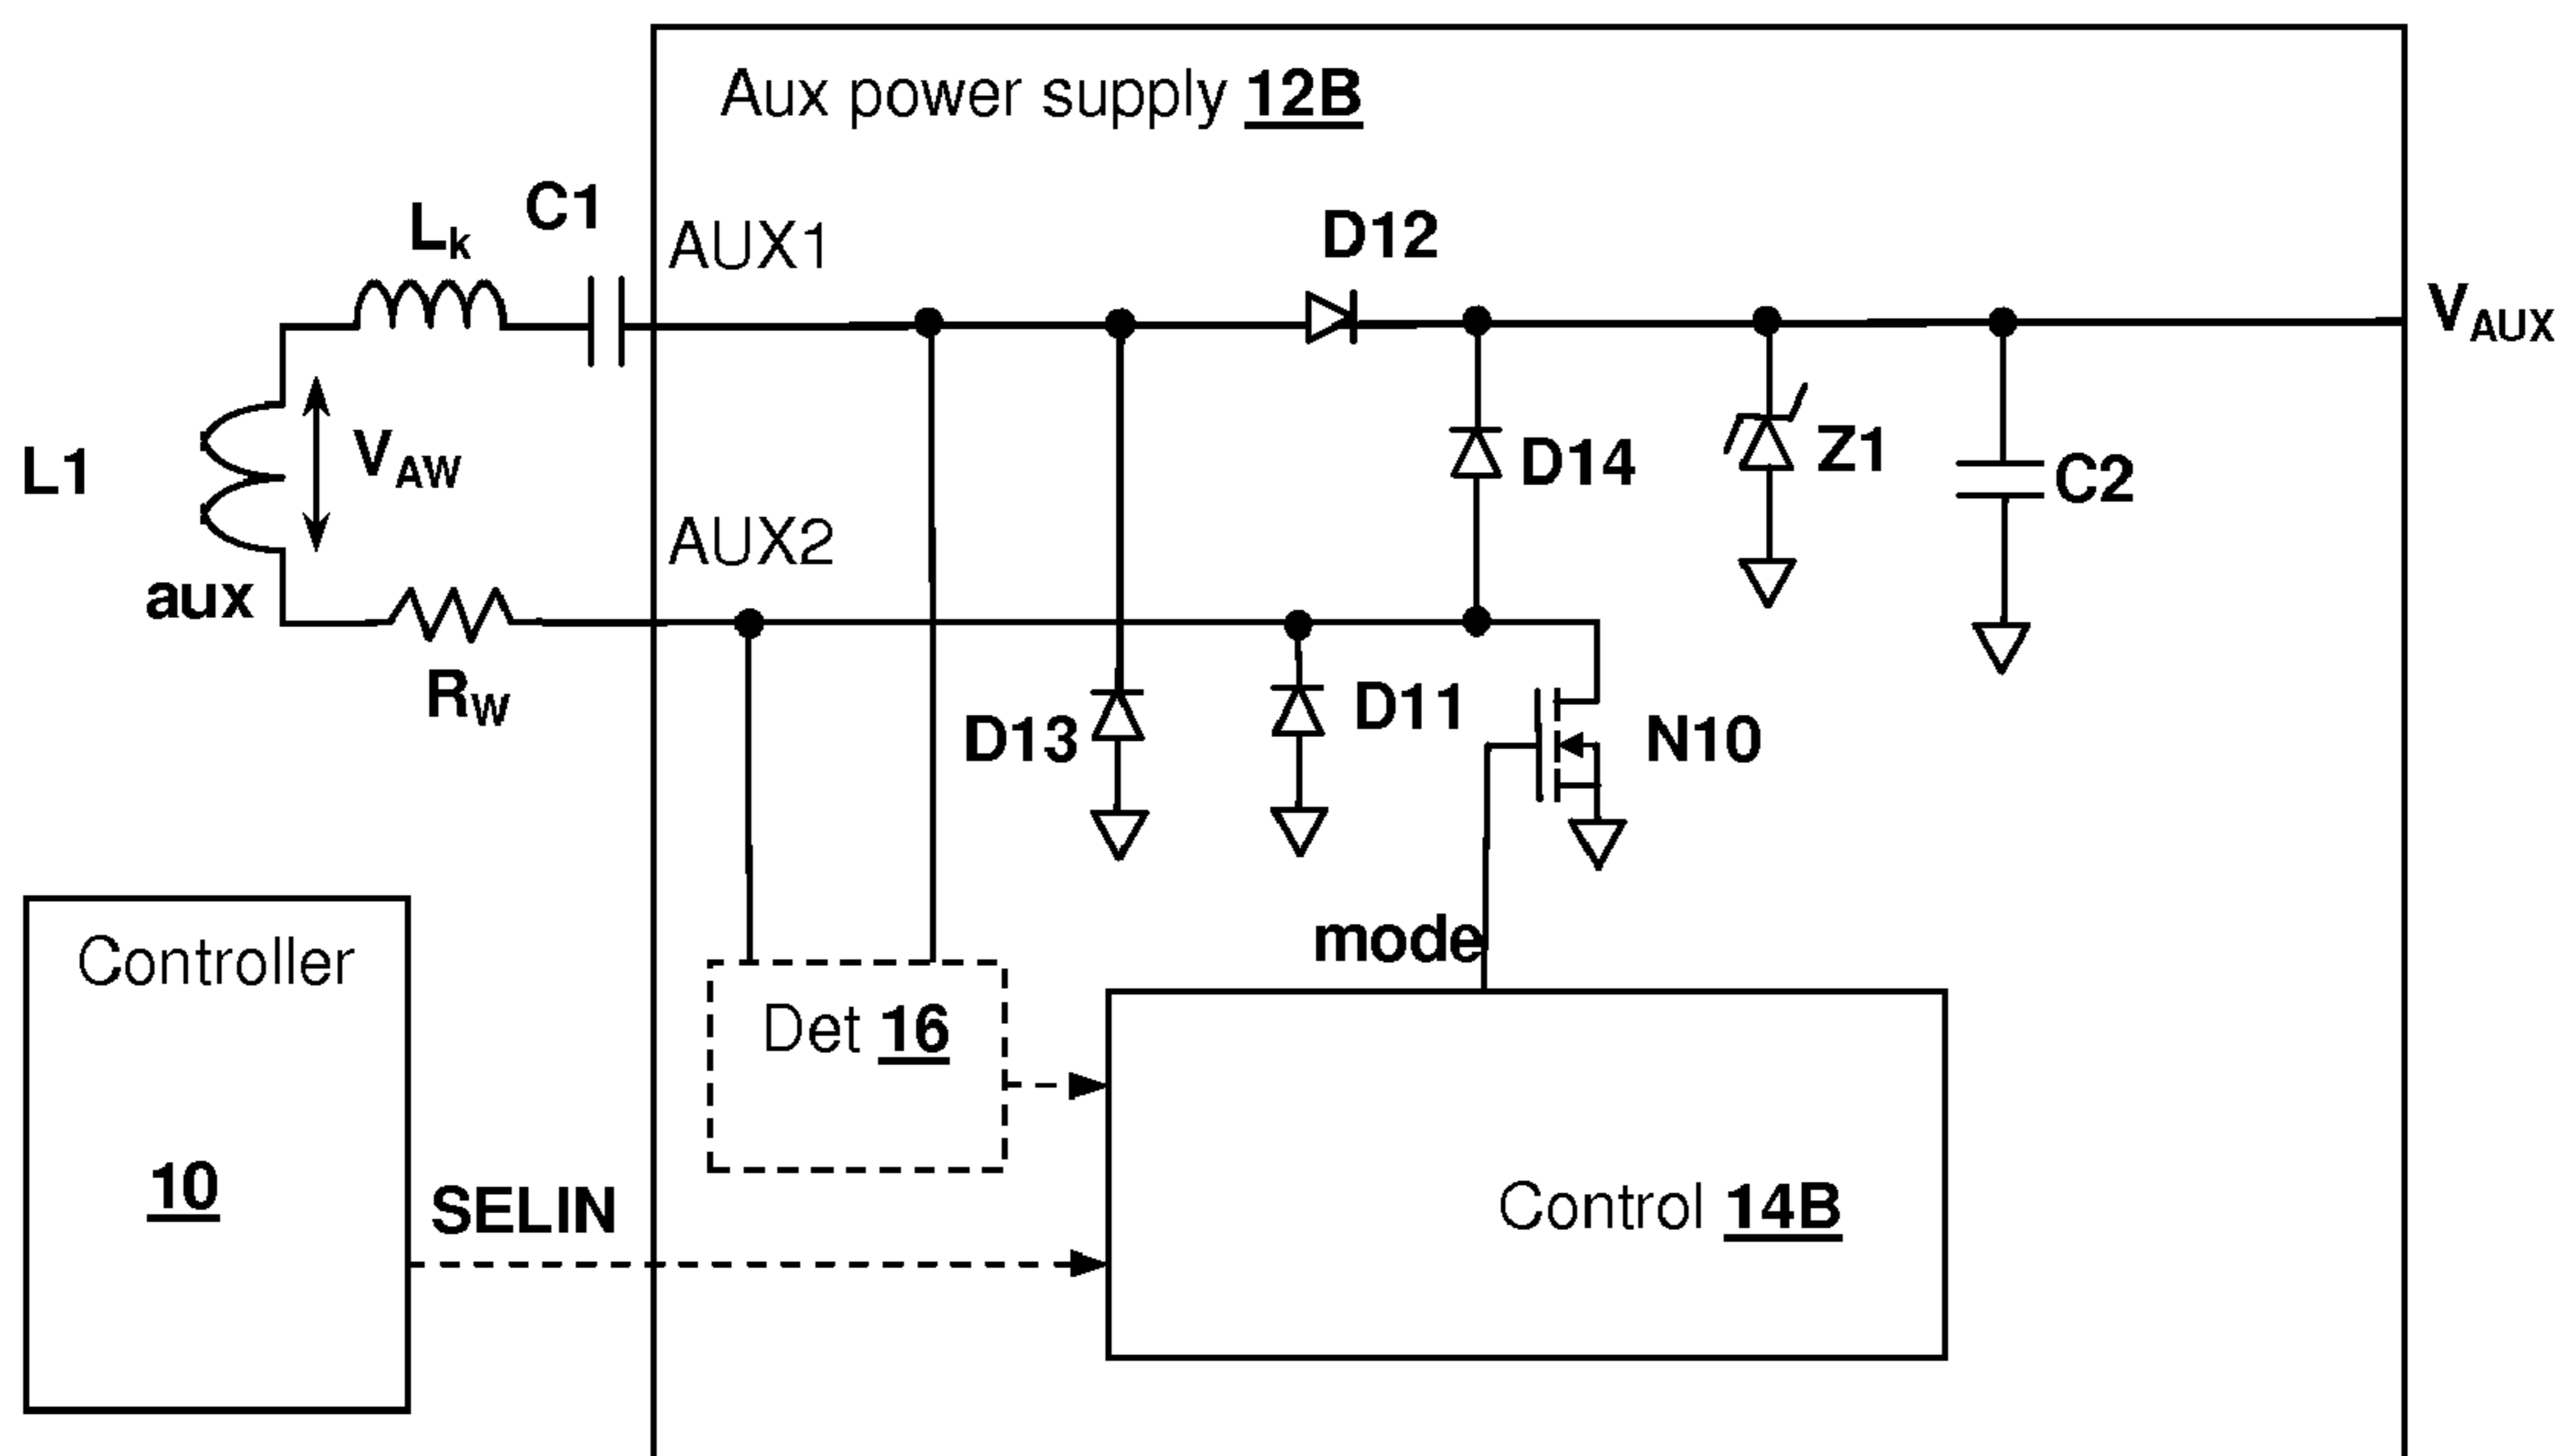 Aux power supply 12B
C1
Lk
AUX1
D12
VAUX
L1
VAW
D14
Z1
C2
AUX2
aux
RW
D13
D11
N10
mode
Controller
10
Det 16
SELIN
Control 14B